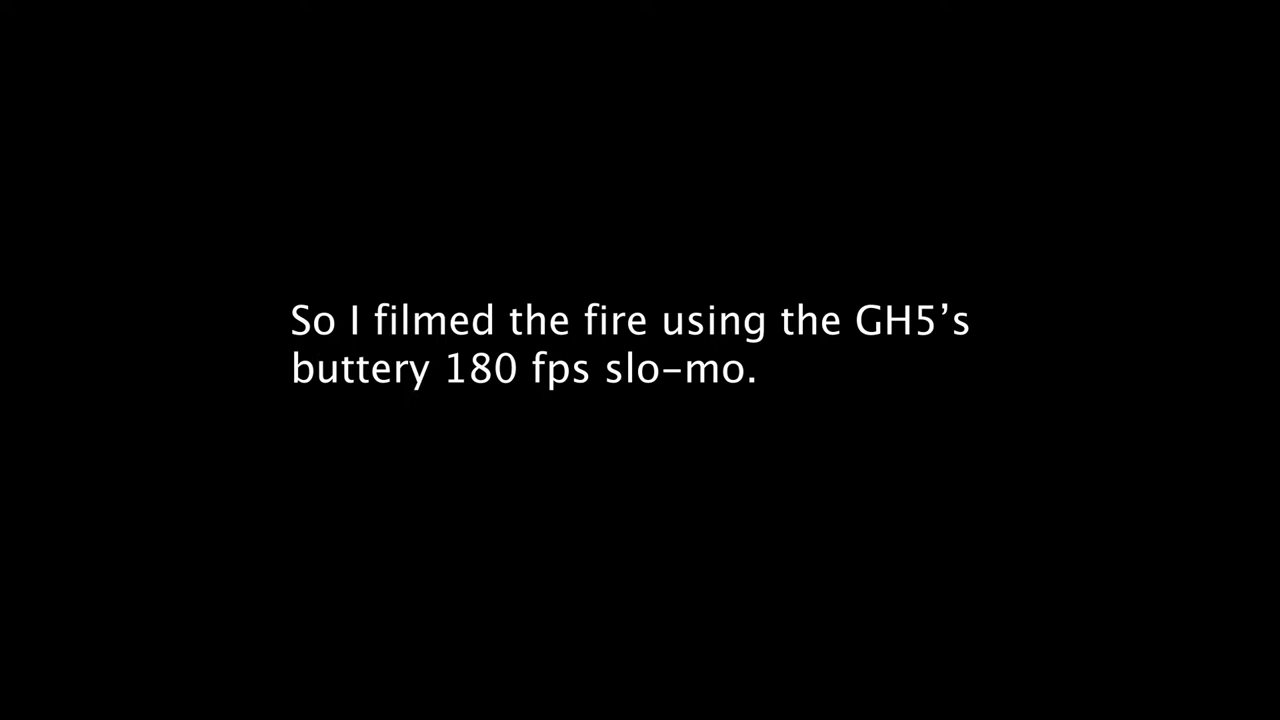 So I filmed the fire using the GH5’s
buttery 180 fps slo-mo.